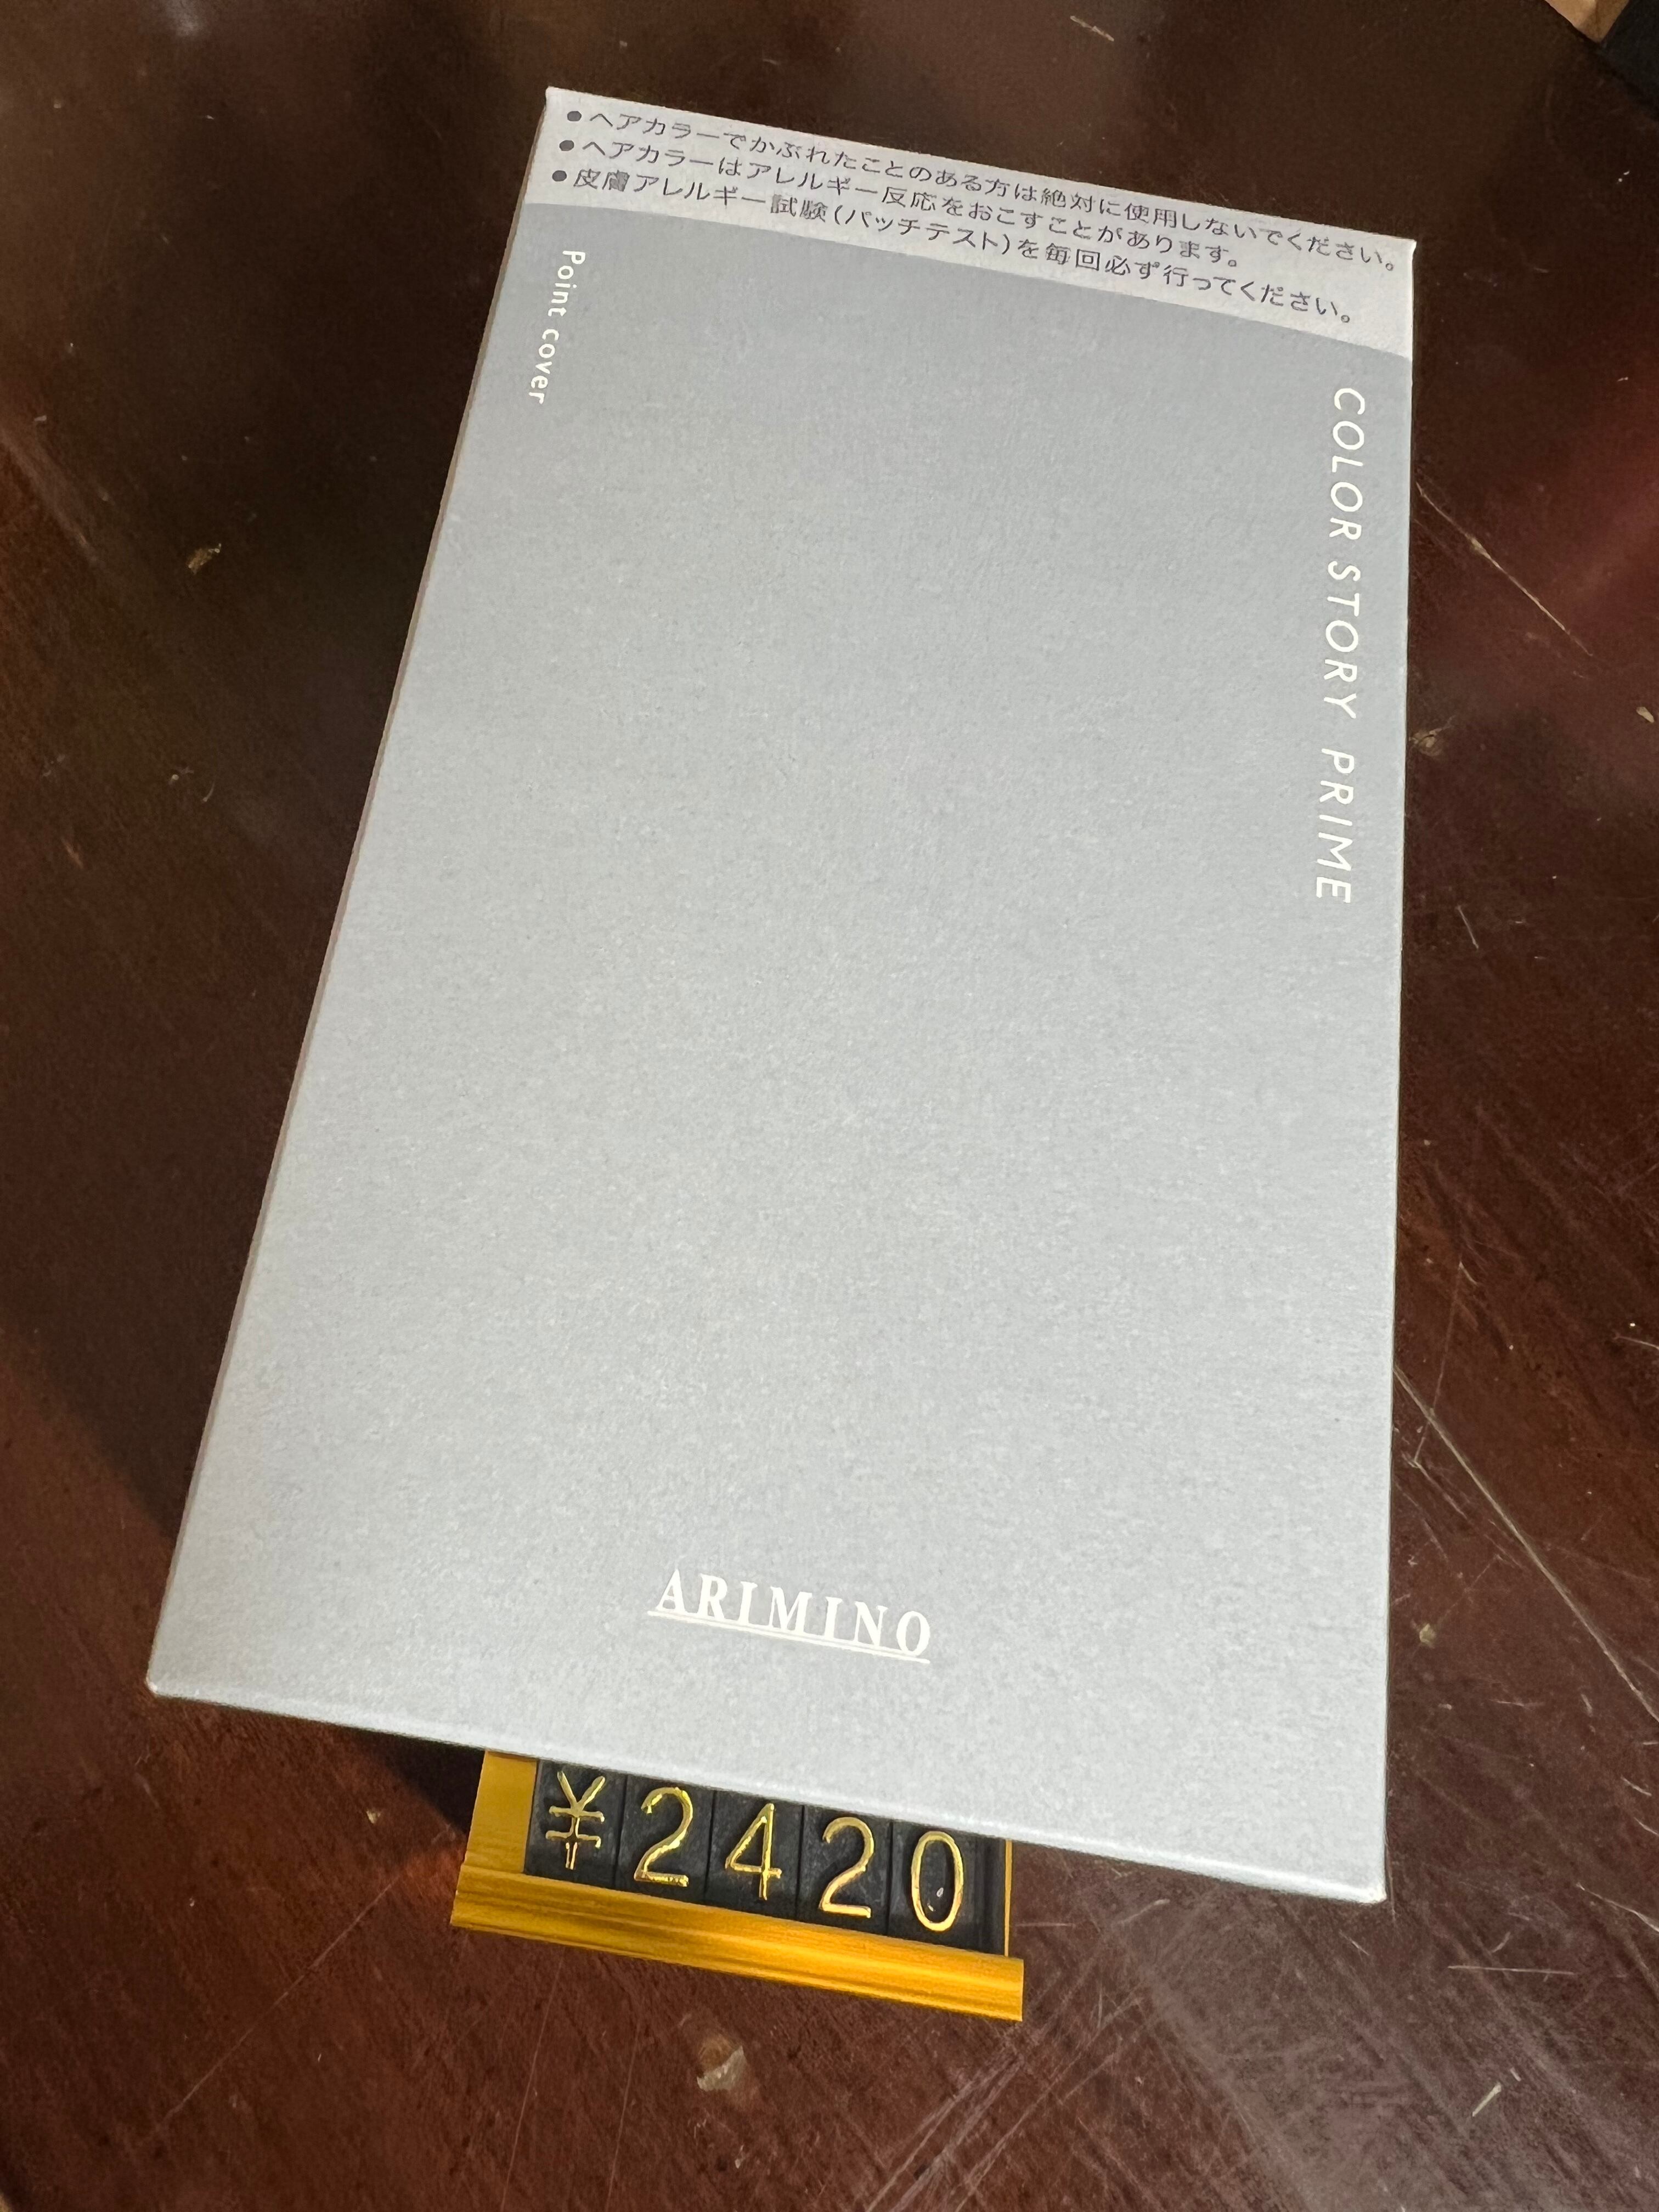 ●ヘアカラーでかぶれたことのある方は絶対に使用しないでください。
●ヘアカラーはアレルギー反応をおこすことがあります。
●皮膚アレルギー試験(パッチテスト)を毎回必ず行ってください。
Point cover
COLOR STORY PRIME
ARIMINO
¥2420